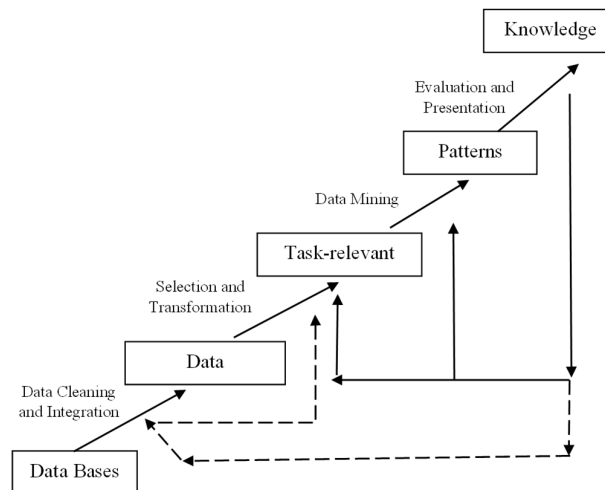 Knowledge
Evaluation and
Presentation
Patterns
Data Mining
Task-relevant
Selection and
Transformation
Data
Data Cleaning
and Integration
Data Bases